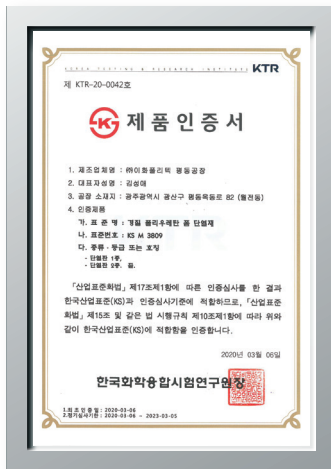 KOREA TESTING & RESEARCH INSTITUTE KTR
제 KTR-20-0042호
제품인증서
1. 제조업체명 : ㈜이화폴리텍 평동공장
2. 대표자성명 : 김성애
3. 공장 소재지 : 광주광역시 광산구 평동옥동로 82 (월전동)
4. 인증제품
가. 표 준 명 : 경질 폴리우레탄 폼 단열재
나. 표준번호 : KS M 3809
다. 종류·등급 또는 호칭
- 단열판 1종,
- 단열판 2종. 끝.
「산업표준화법」제17조제1항에 따른 인증심사를 한 결과
한국산업표준(KS)과 인증심사기준에 적합하므로, 「산업표준
화법」제15조 및 같은 법 시행규칙 제10조제1항에 따라 위와
같이 한국산업표준(KS)에 적합함을 인증합니다.
2020년 03월 06일
한국화학융합시험연구원장
1.최초인증일 : 2020-03-06
2.정기심사기한 : 2020-03-06 ~ 2023-03-05